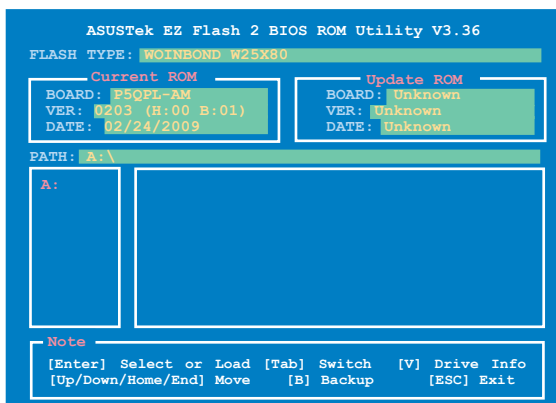 ASUSTek EZ Flash 2 BIOS ROM Utility V3.36
FLASH TYPE: WOINBOND W25X80
Current ROM
BOARD: P5QPL-AM
VER: 0203 (H:00 B:01)
DATE: 02/24/2009
Update ROM
BOARD: Unknown
VER: Unknown
DATE: Unknown
PATH: A:\
A:
Note
[Enter] Select or Load [Tab] Switch [V] Drive Info
[Up/Down/Home/End] Move [B] Backup [ESC] Exit